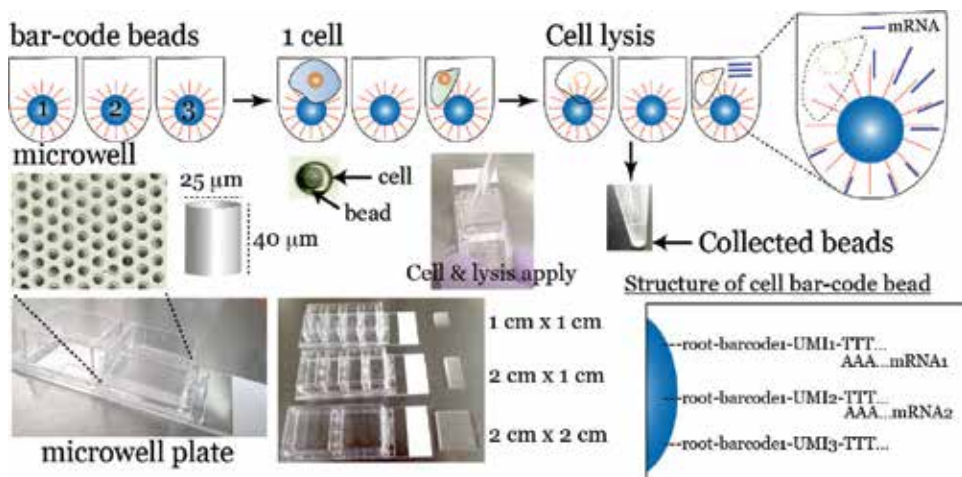 bar-code beads
1 cell
Cell lysis
mRNA
1
2
3
microwell
25 µm
40 µm
cell
bead
Cell & lysis apply
Collected beads
microwell plate
1 cm x 1 cm
2 cm x 1 cm
2 cm x 2 cm
Structure of cell bar-code bead
--root-barcode1-UMI1-TTT...
AAA...mRNA1
--root-barcode1-UMI2-TTT...
AAA...mRNA2
--root-barcode1-UMI3-TTT...